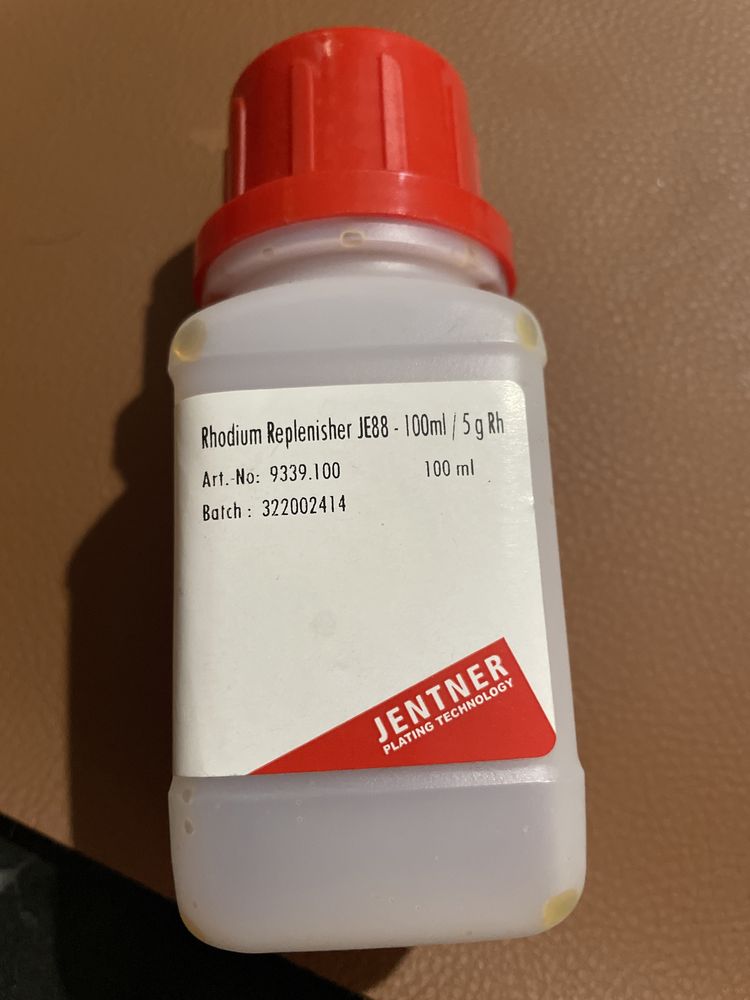 Rhodium Replenisher JE88 - 100ml / 5 g Rh
Art.-No: 9339.100 100 ml
Batch : 322002414
JENTNER
PLATING TECHNOLOGY